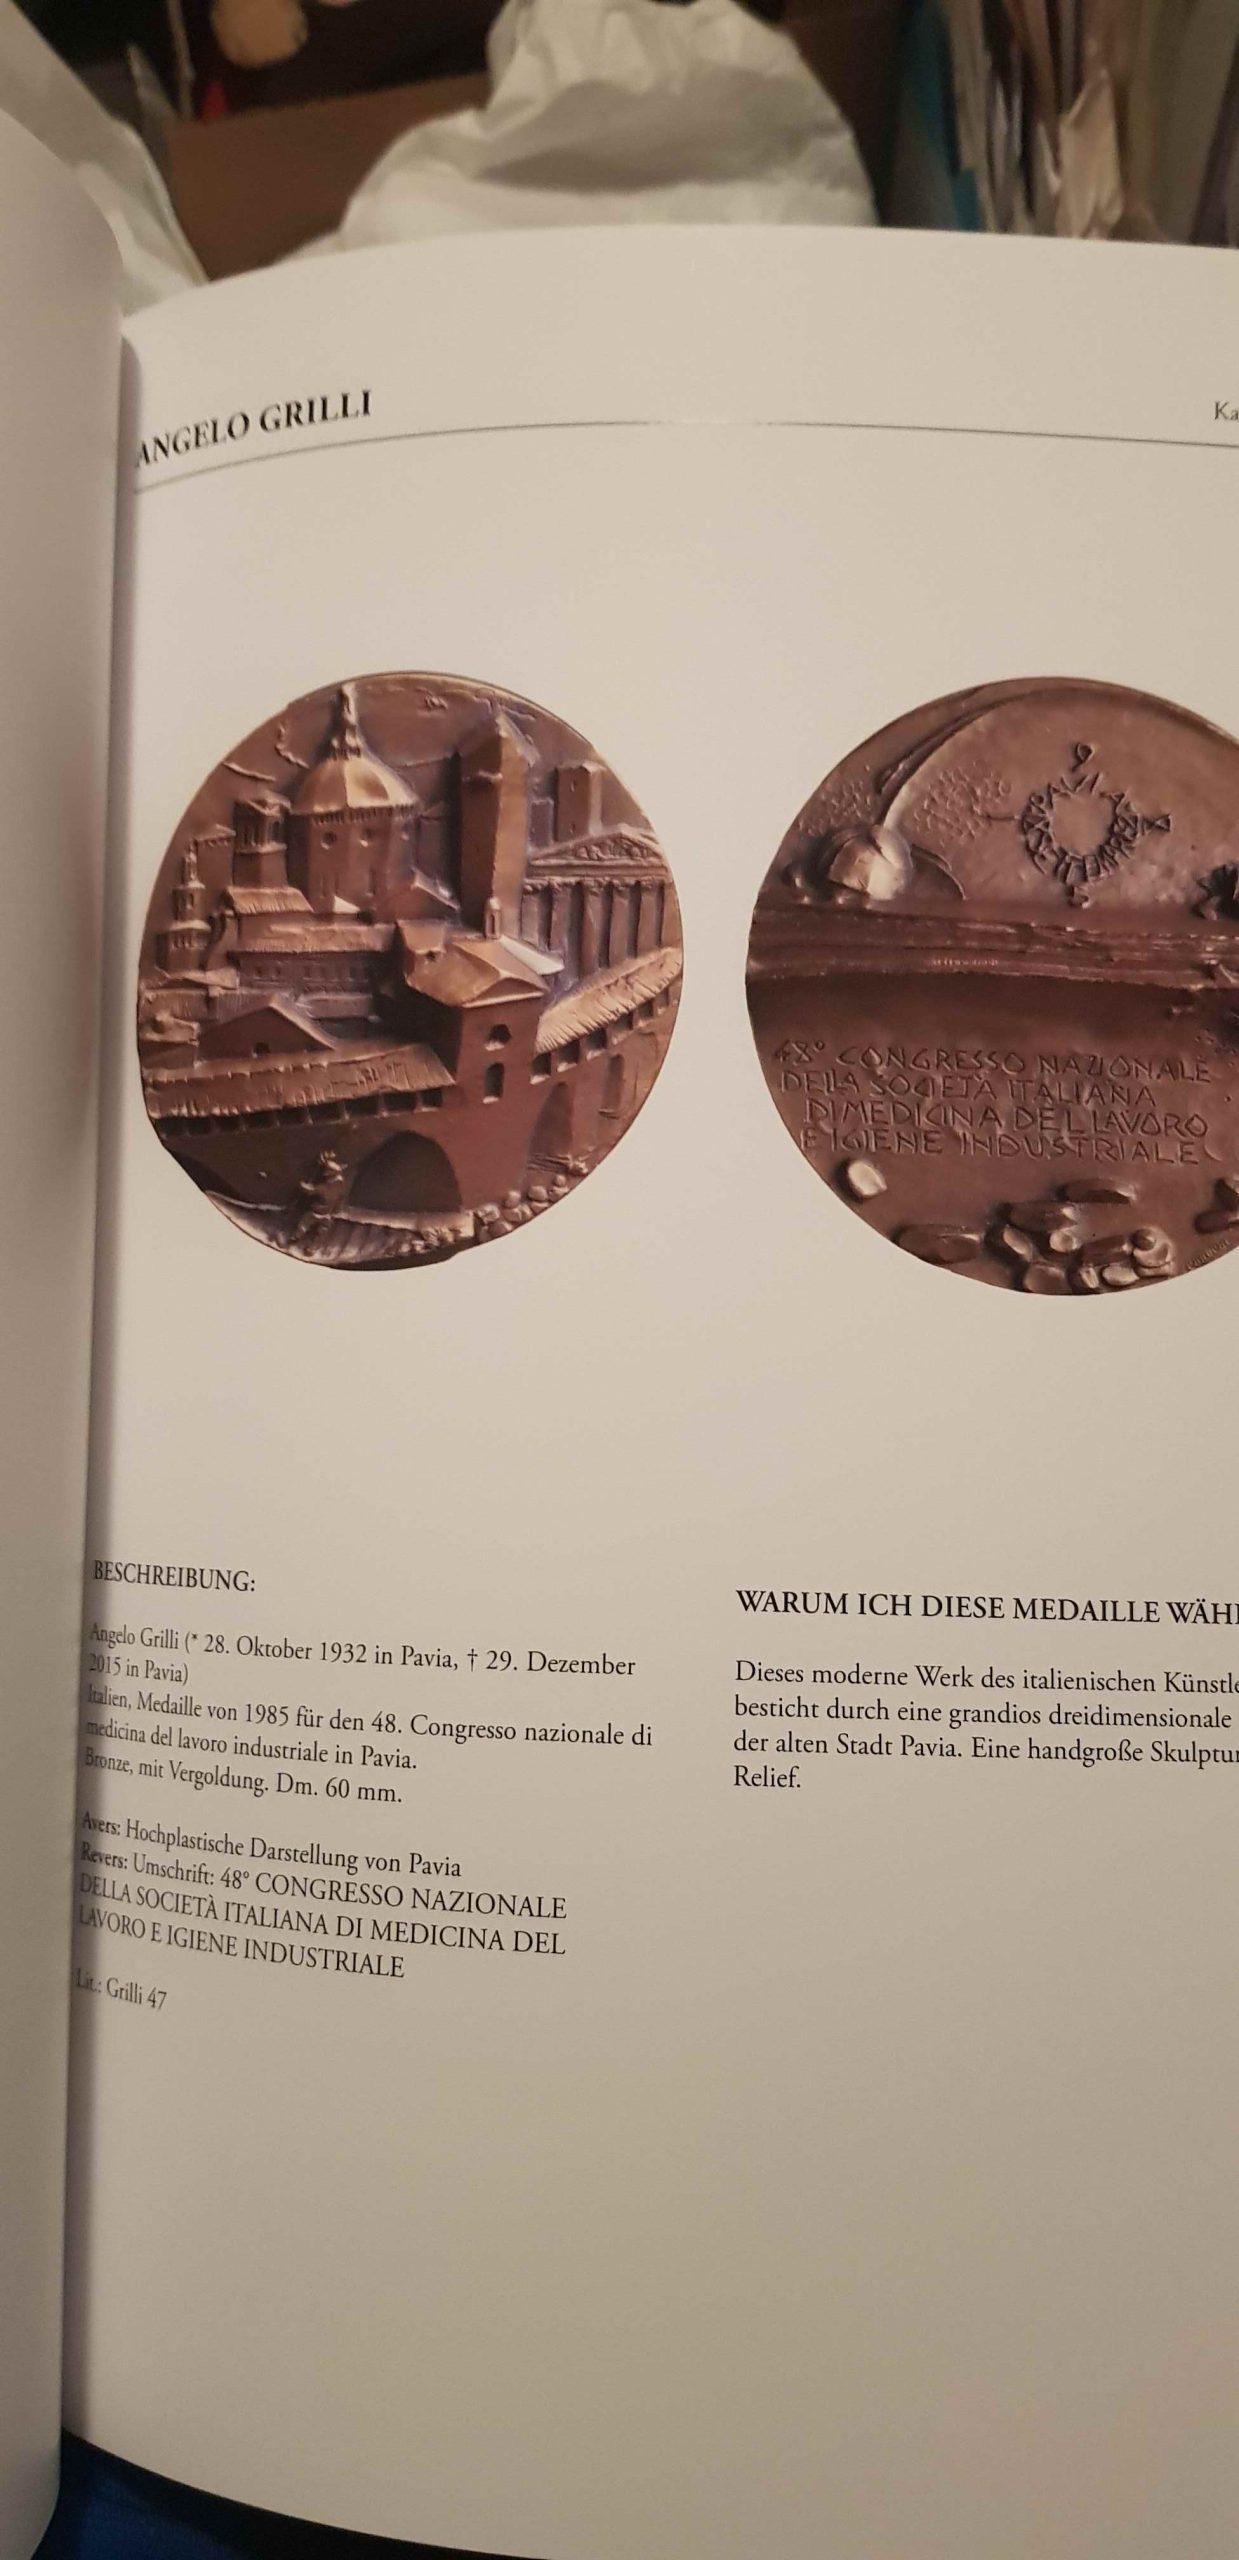 ANGELO GRILLI
Ka
48° CONGRESSO NAZIONALE
DELLA SOCIETÀ ITALIANA
DI MEDICINA DEL LAVORO
E IGIENE INDUSTRIALE
BESCHREIBUNG:
Angelo Grilli (* 28. Oktober 1932 in Pavia, † 29. Dezember
2015 in Pavia)
Italien, Medaille von 1985 für den 48. Congresso nazionale di
medicina del lavoro industriale in Pavia.
Bronze, mit Vergoldung. Dm. 60 mm.
Avers: Hochplastische Darstellung von Pavia
Revers: Umschrift: 48° CONGRESSO NAZIONALE
DELLA SOCIETÀ ITALIANA DI MEDICINA DEL
LAVORO E IGIENE INDUSTRIALE
Lit.: Grilli 47
WARUM ICH DIESE MEDAILLE WÄH
Dieses moderne Werk des italienischen Künstle
besticht durch eine grandios dreidimensionale
der alten Stadt Pavia. Eine handgroße Skulptur
Relief.